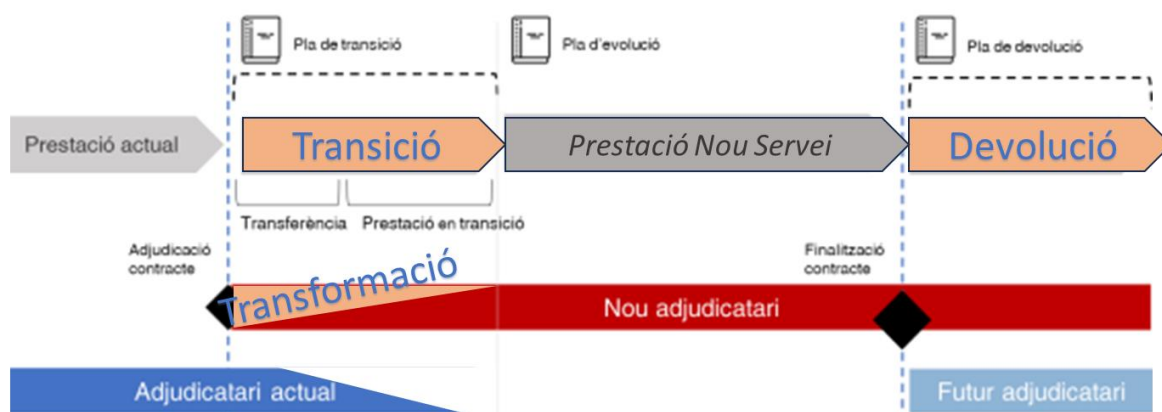 Pla de transició
Pla d'evolució
Pla de devolució
Prestació actual
Transició
Prestació Nou Servei
Devolució
Transferència
Prestació en transició
Adjudicació
contracte
Finalització
contracte
Transformació
Nou adjudicatari
Adjudicatari actual
Futur adjudicatari